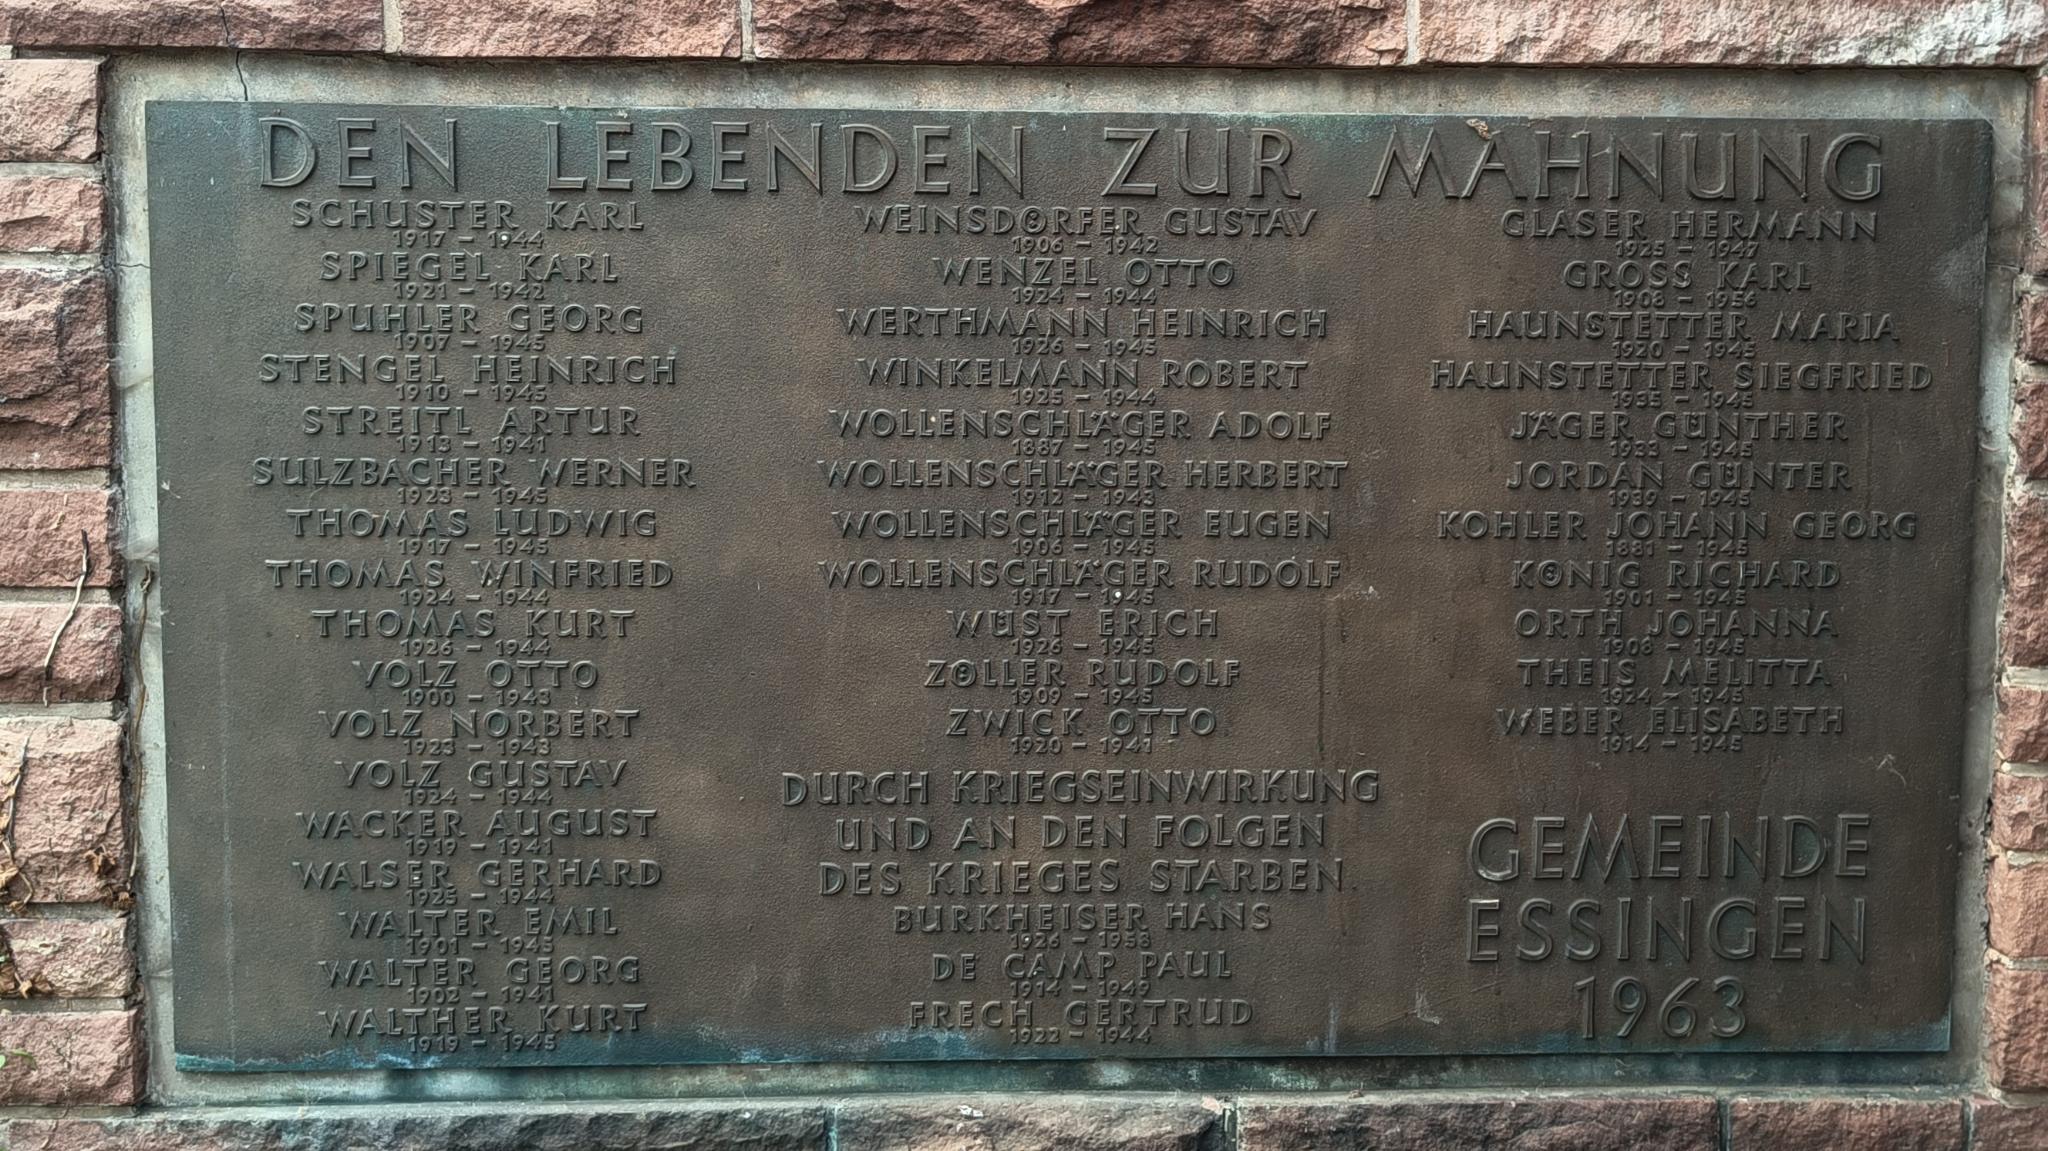 DEN LEBENDEN ZUR MAHNUNG
SCHUSTER KARL
1917 – 1944
SPIEGEL KARL
1921 – 1942
SPUHLER GEORG
1907 – 1945
STENGEL HEINRICH
1910 – 1945
STREITL ARTUR
1913 – 1941
SULZBACHER WERNER
1923 – 1945
THOMAS LUDWIG
1917 – 1945
THOMAS WINFRIED
1924 – 1944
THOMAS KURT
1926 – 1944
VOLZ OTTO
1900 – 1943
VOLZ NORBERT
1923 – 1943
VOLZ GUSTAV
1924 – 1944
WACKER AUGUST
1919 – 1941
WALSER GERHARD
1925 – 1944
WALTER EMIL
1901 – 1945
WALTER GEORG
1902 – 1941
WALTHER KURT
1919 – 1945
WEINSDÖRFER GUSTAV
1906 – 1942
WENZEL OTTO
1924 – 1944
WERTHMANN HEINRICH
1926 – 1945
WINKELMANN ROBERT
1925 – 1944
WOLLENSCHLÄGER ADOLF
1887 – 1945
WOLLENSCHLÄGER HERBERT
1912 – 1943
WOLLENSCHLÄGER EUGEN
1906 – 1945
WOLLENSCHLÄGER RUDOLF
1917 – 1945
WÜST ERICH
1926 – 1945
ZÖLLER RUDOLF
1909 – 1945
ZWICK OTTO
1920 – 1941
DURCH KRIEGSEINWIRKUNG
UND AN DEN FOLGEN
DES KRIEGES STARBEN
BURKHEISER HANS
1926 – 1958
DE CAMP PAUL
1914 – 1949
FRECH GERTRUD
1922 – 1944
GLASER HERMANN
1925 – 1947
GROSS KARL
1908 – 1956
HAUNSTETTER MARIA
1920 – 1945
HAUNSTETTER SIEGFRIED
1935 – 1945
JÄGER GÜNTHER
1933 – 1945
JORDAN GÜNTER
1939 – 1945
KOHLER JOHANN GEORG
1881 – 1945
KÖNIG RICHARD
1901 – 1945
ORTH JOHANNA
1908 – 1945
THEIS MELITTA
1924 – 1945
WEBER ELISABETH
1914 – 1945
GEMEINDE
ESSINGEN
1963